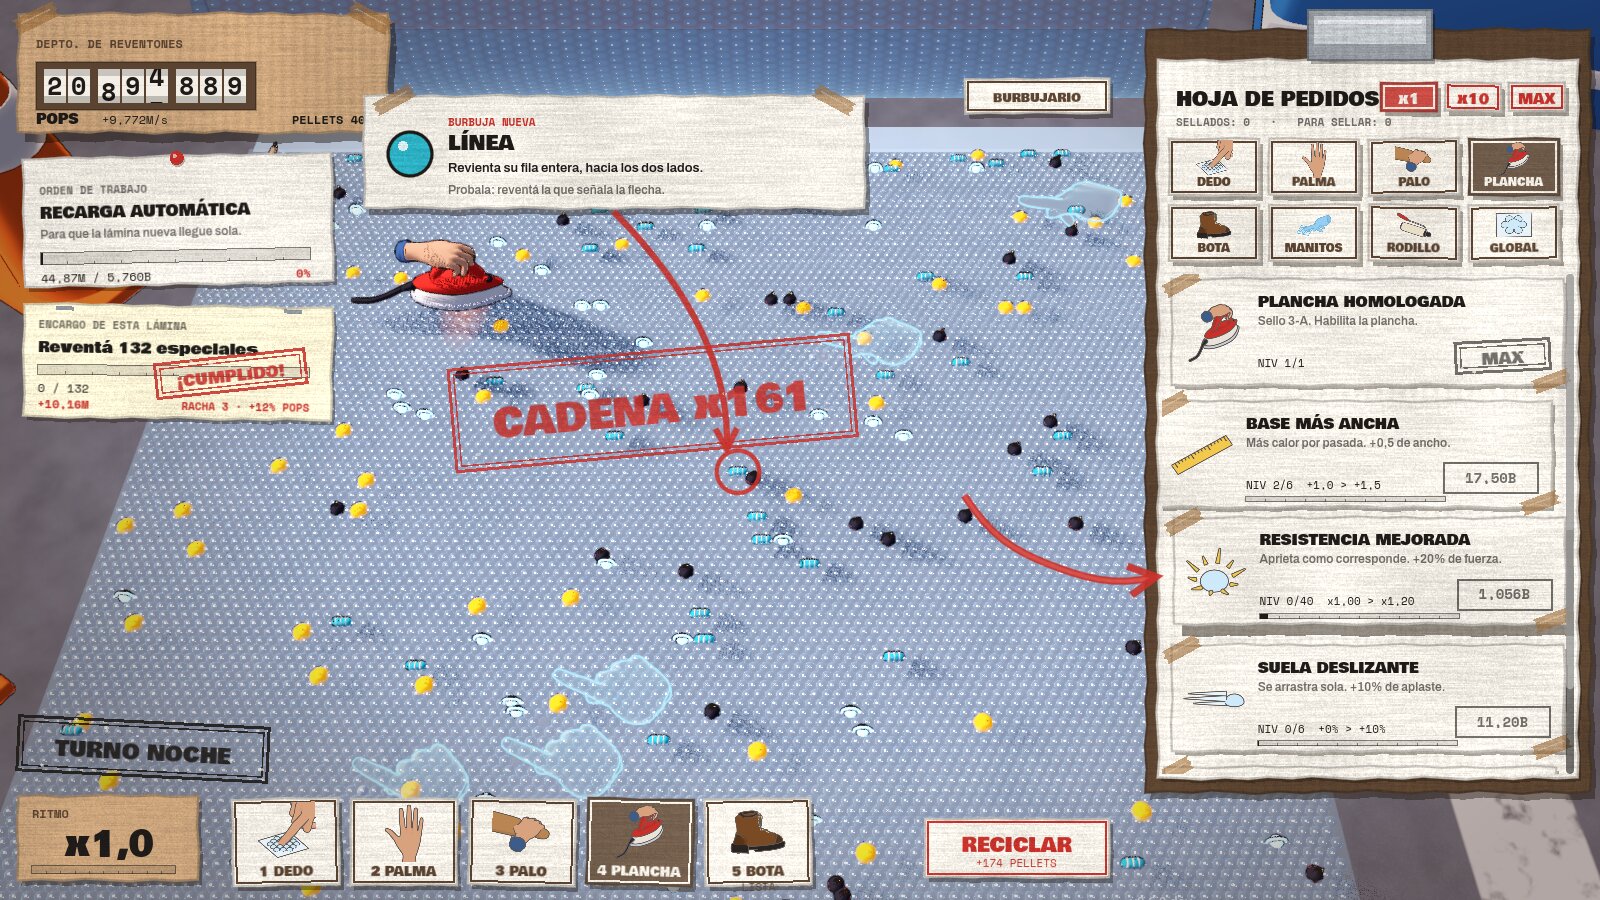 DEPTO. DE REVENTONES
20 894 889
POPS +9,772M/s PELLETS 40
ORDEN DE TRABAJO
RECARGA AUTOMÁTICA
Para que la lámina nueva llegue sola.
44,87M / 5,760B 0%
ENCARGO DE ESTA LÁMINA
Reventá 132 especiales
¡CUMPLIDO!
0 / 132
+10,16M RACHA 3 · +12% POPS
BURBUJA NUEVA
LÍNEA
Revienta su fila entera, hacia los dos lados.
Probala: reventá la que señala la flecha.
BURBUJARIO
CADENA x161
TURNO NOCHE
RITMO
x1,0
1 DEDO
2 PALMA
3 PALO
4 PLANCHA
5 BOTA
LISTA
RECICLAR
+174 PELLETS
HOJA DE PEDIDOS x1 x10 MAX
SELLADOS: 0 · PARA SELLAR: 0
DEDO PALMA PALO PLANCHA
BOTA MANITOS RODILLO GLOBAL
PLANCHA HOMOLOGADA
Sello 3-A. Habilita la plancha.
NIV 1/1 MAX
BASE MÁS ANCHA
Más calor por pasada. +0,5 de ancho.
NIV 2/6 +1,0 > +1,5 17,50B
RESISTENCIA MEJORADA
Aprieta como corresponde. +20% de fuerza.
NIV 0/40 x1,00 > x1,20 1,056B
SUELA DESLIZANTE
Se arrastra sola. +10% de aplaste.
NIV 0/6 +0% > +10% 11,20B